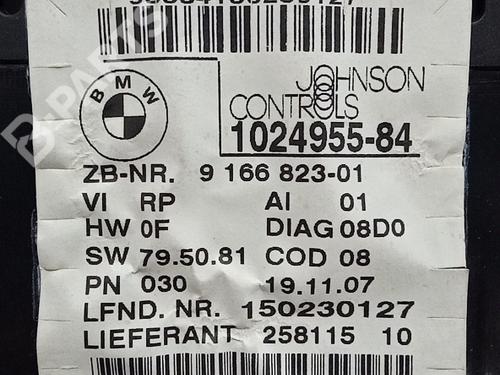 BMW
JOHNSON
CONTROLS
1024955-84
ZB-NR. 9 166 823-01
VI RP AI 01
HW 0F DIAG 08D0
SW 79.50.81 COD 08
PN 030 19.11.07
LFND. NR. 150230127
LIEFERANT 258115 10
B-PARTS